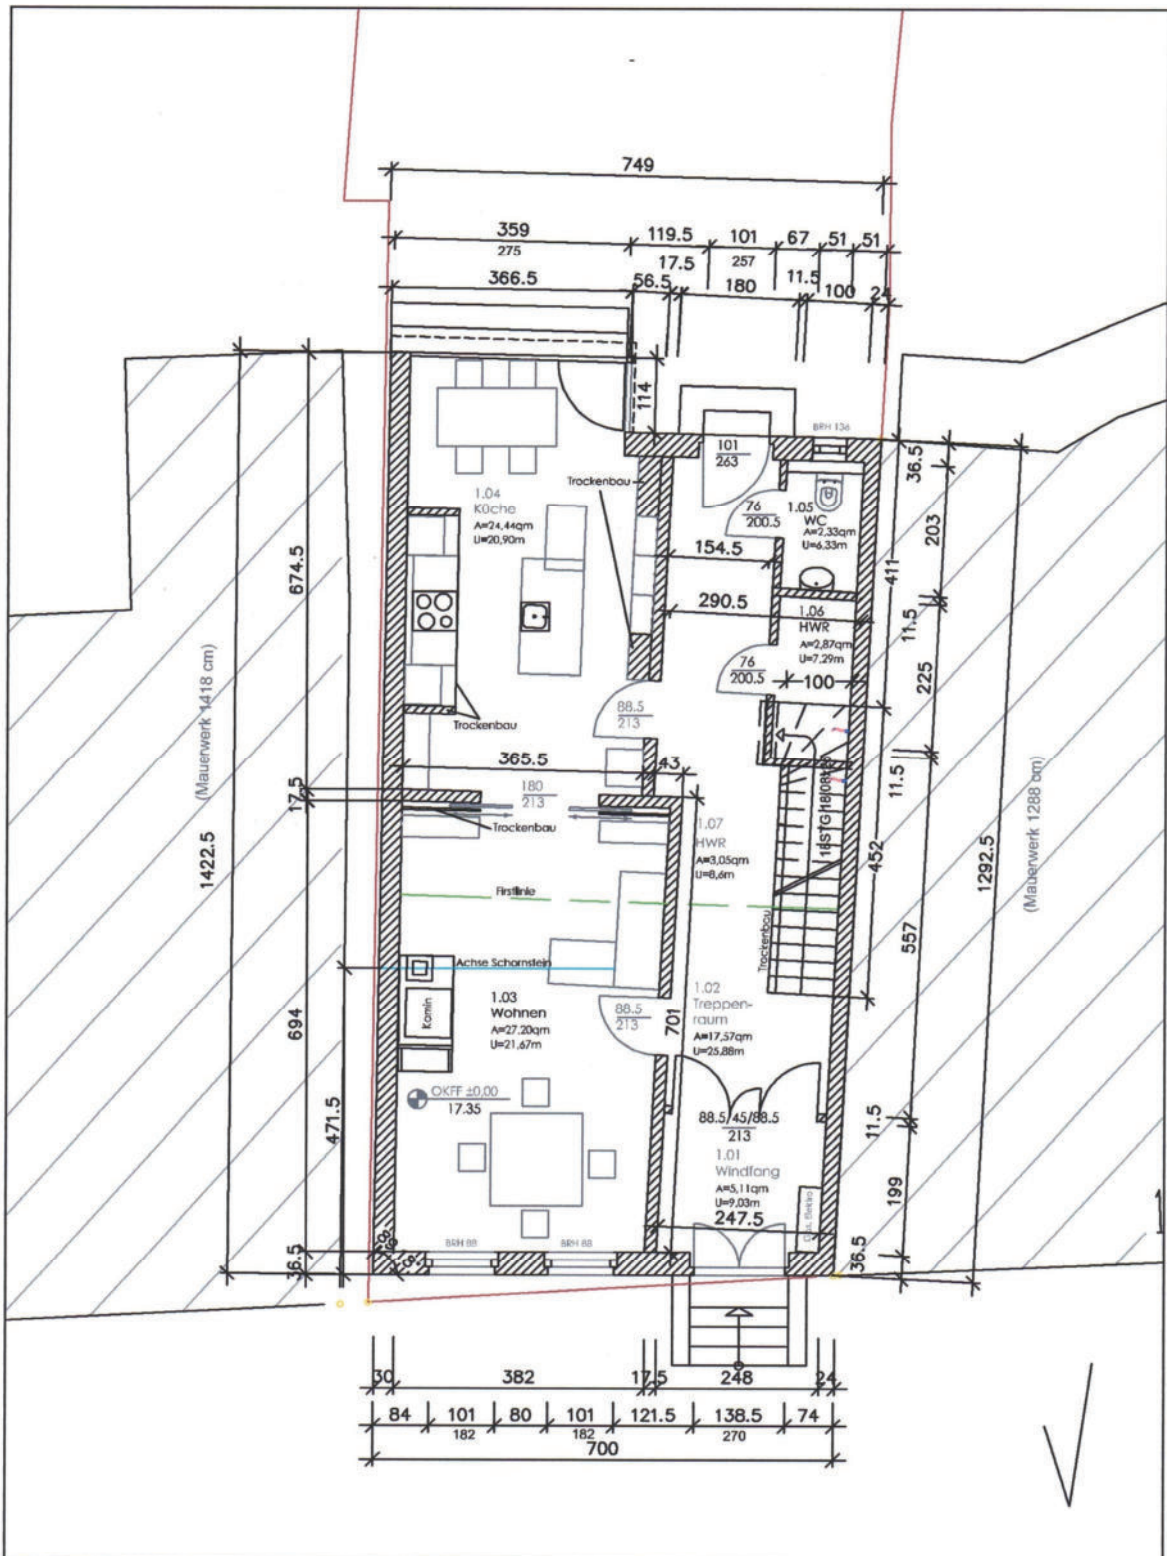 749
359
275
119.5
101
257
67
51
51
17.5
11.5
366.5
56.5
180
100
24
114
BRH 136
101
263
36.5
Trockenbau
1.04
Küche
A=24,44qm
U=20,90m
76
200.5
1.05
WC
A=2,33qm
U=6,33m
203
154.5
411
674.5
290.5
1.06
HWR
A=2,87qm
U=7,29m
11.5
76
200.5
100
225
(Mauerwerk 1418 cm)
88.5
213
Trockenbau
365.5
43
11.5
17.5
180
213
Trockenbau
1.07
HWR
A=3,05qm
U=8,6m
452
1422.5
1292.5
(Mauerwerk 1288 cm)
Firstlinie
Trockenbau
557
Achse Schornstein
Kamin
1.03
Wohnen
A=27,20qm
U=21,67m
88.5
213
701
1.02
Treppen-
raum
A=17,57qm
U=25,88m
694
OKFF ±0,00
17.35
471.5
88.5/45/88.5
213
11.5
1.01
Windfang
A=5,11qm
U=9,03m
199
247.5
BRH 88
BRH 88
36.5
36.5
30
382
17.5
248
24
84
101
182
80
101
182
121.5
138.5
270
74
700